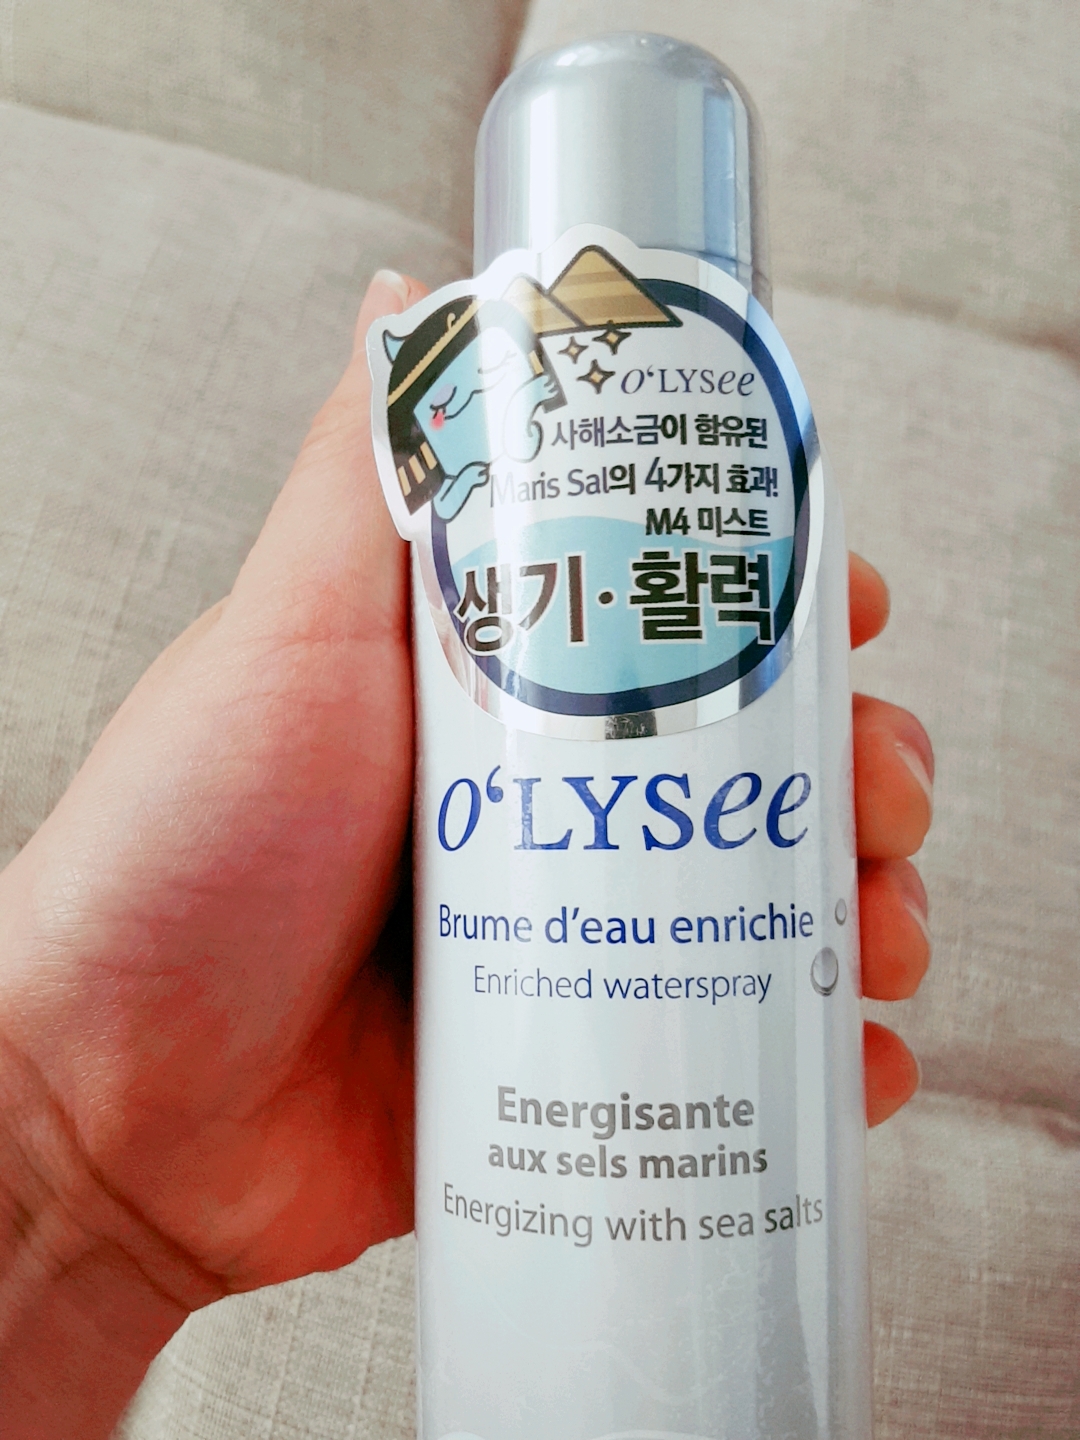 O‘LYSee
사해소금이 함유된
Maris Sal의 4가지 효과!
M4 미스트
생기·활력
O‘LYSee
Brume d’eau enrichie
Enriched waterspray
Energisante
aux sels marins
Energizing with sea salts